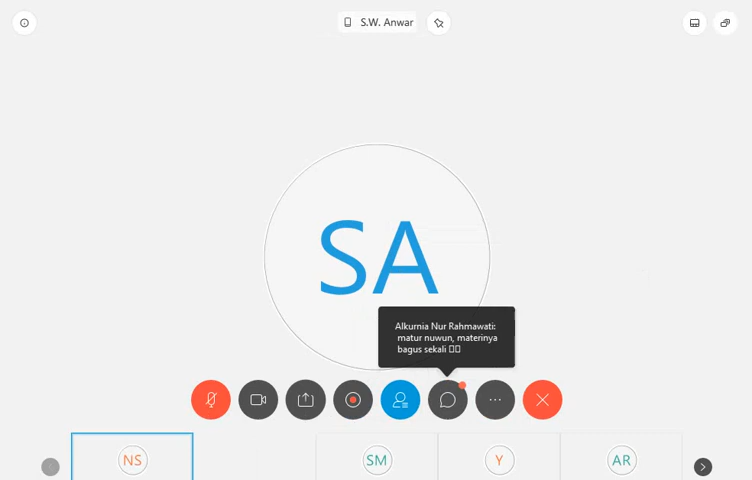 S.W. Anwar
SA
Alkurnia Nur Rahmawati:
matur nuwun, materinya
bagus sekali
NS
SM
Y
AR